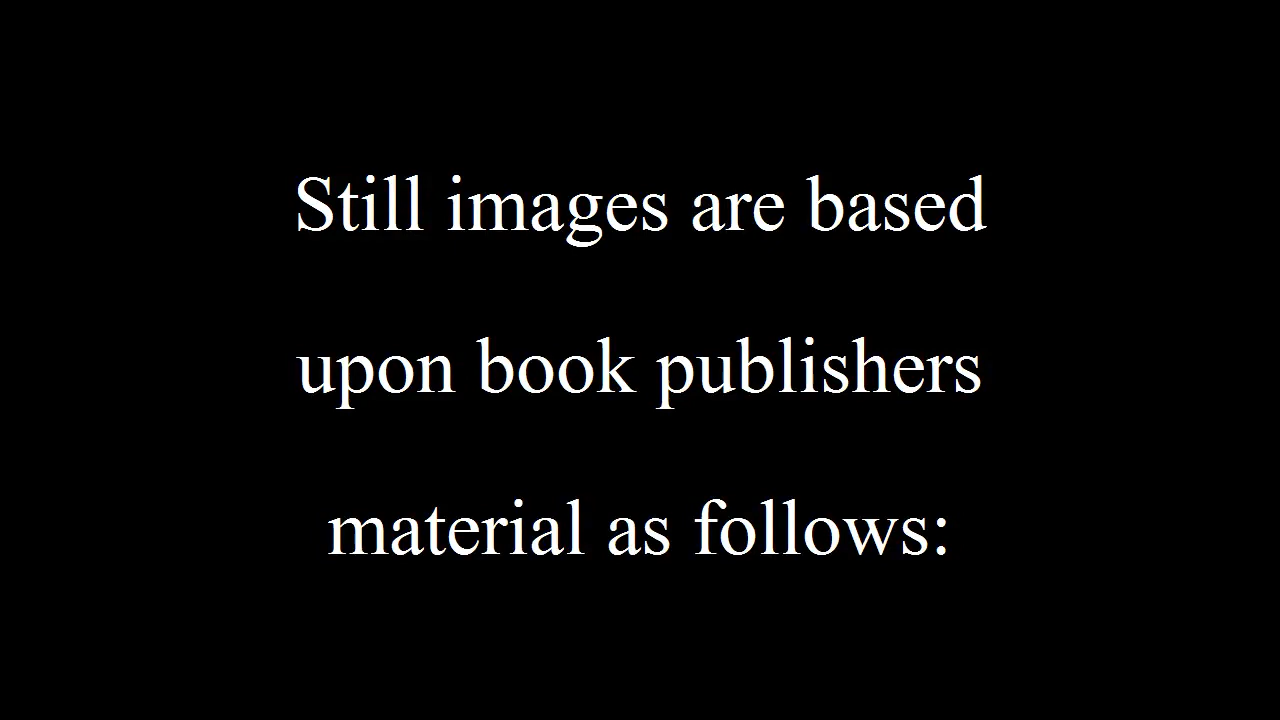 Still images are based
upon book publishers
material as follows: